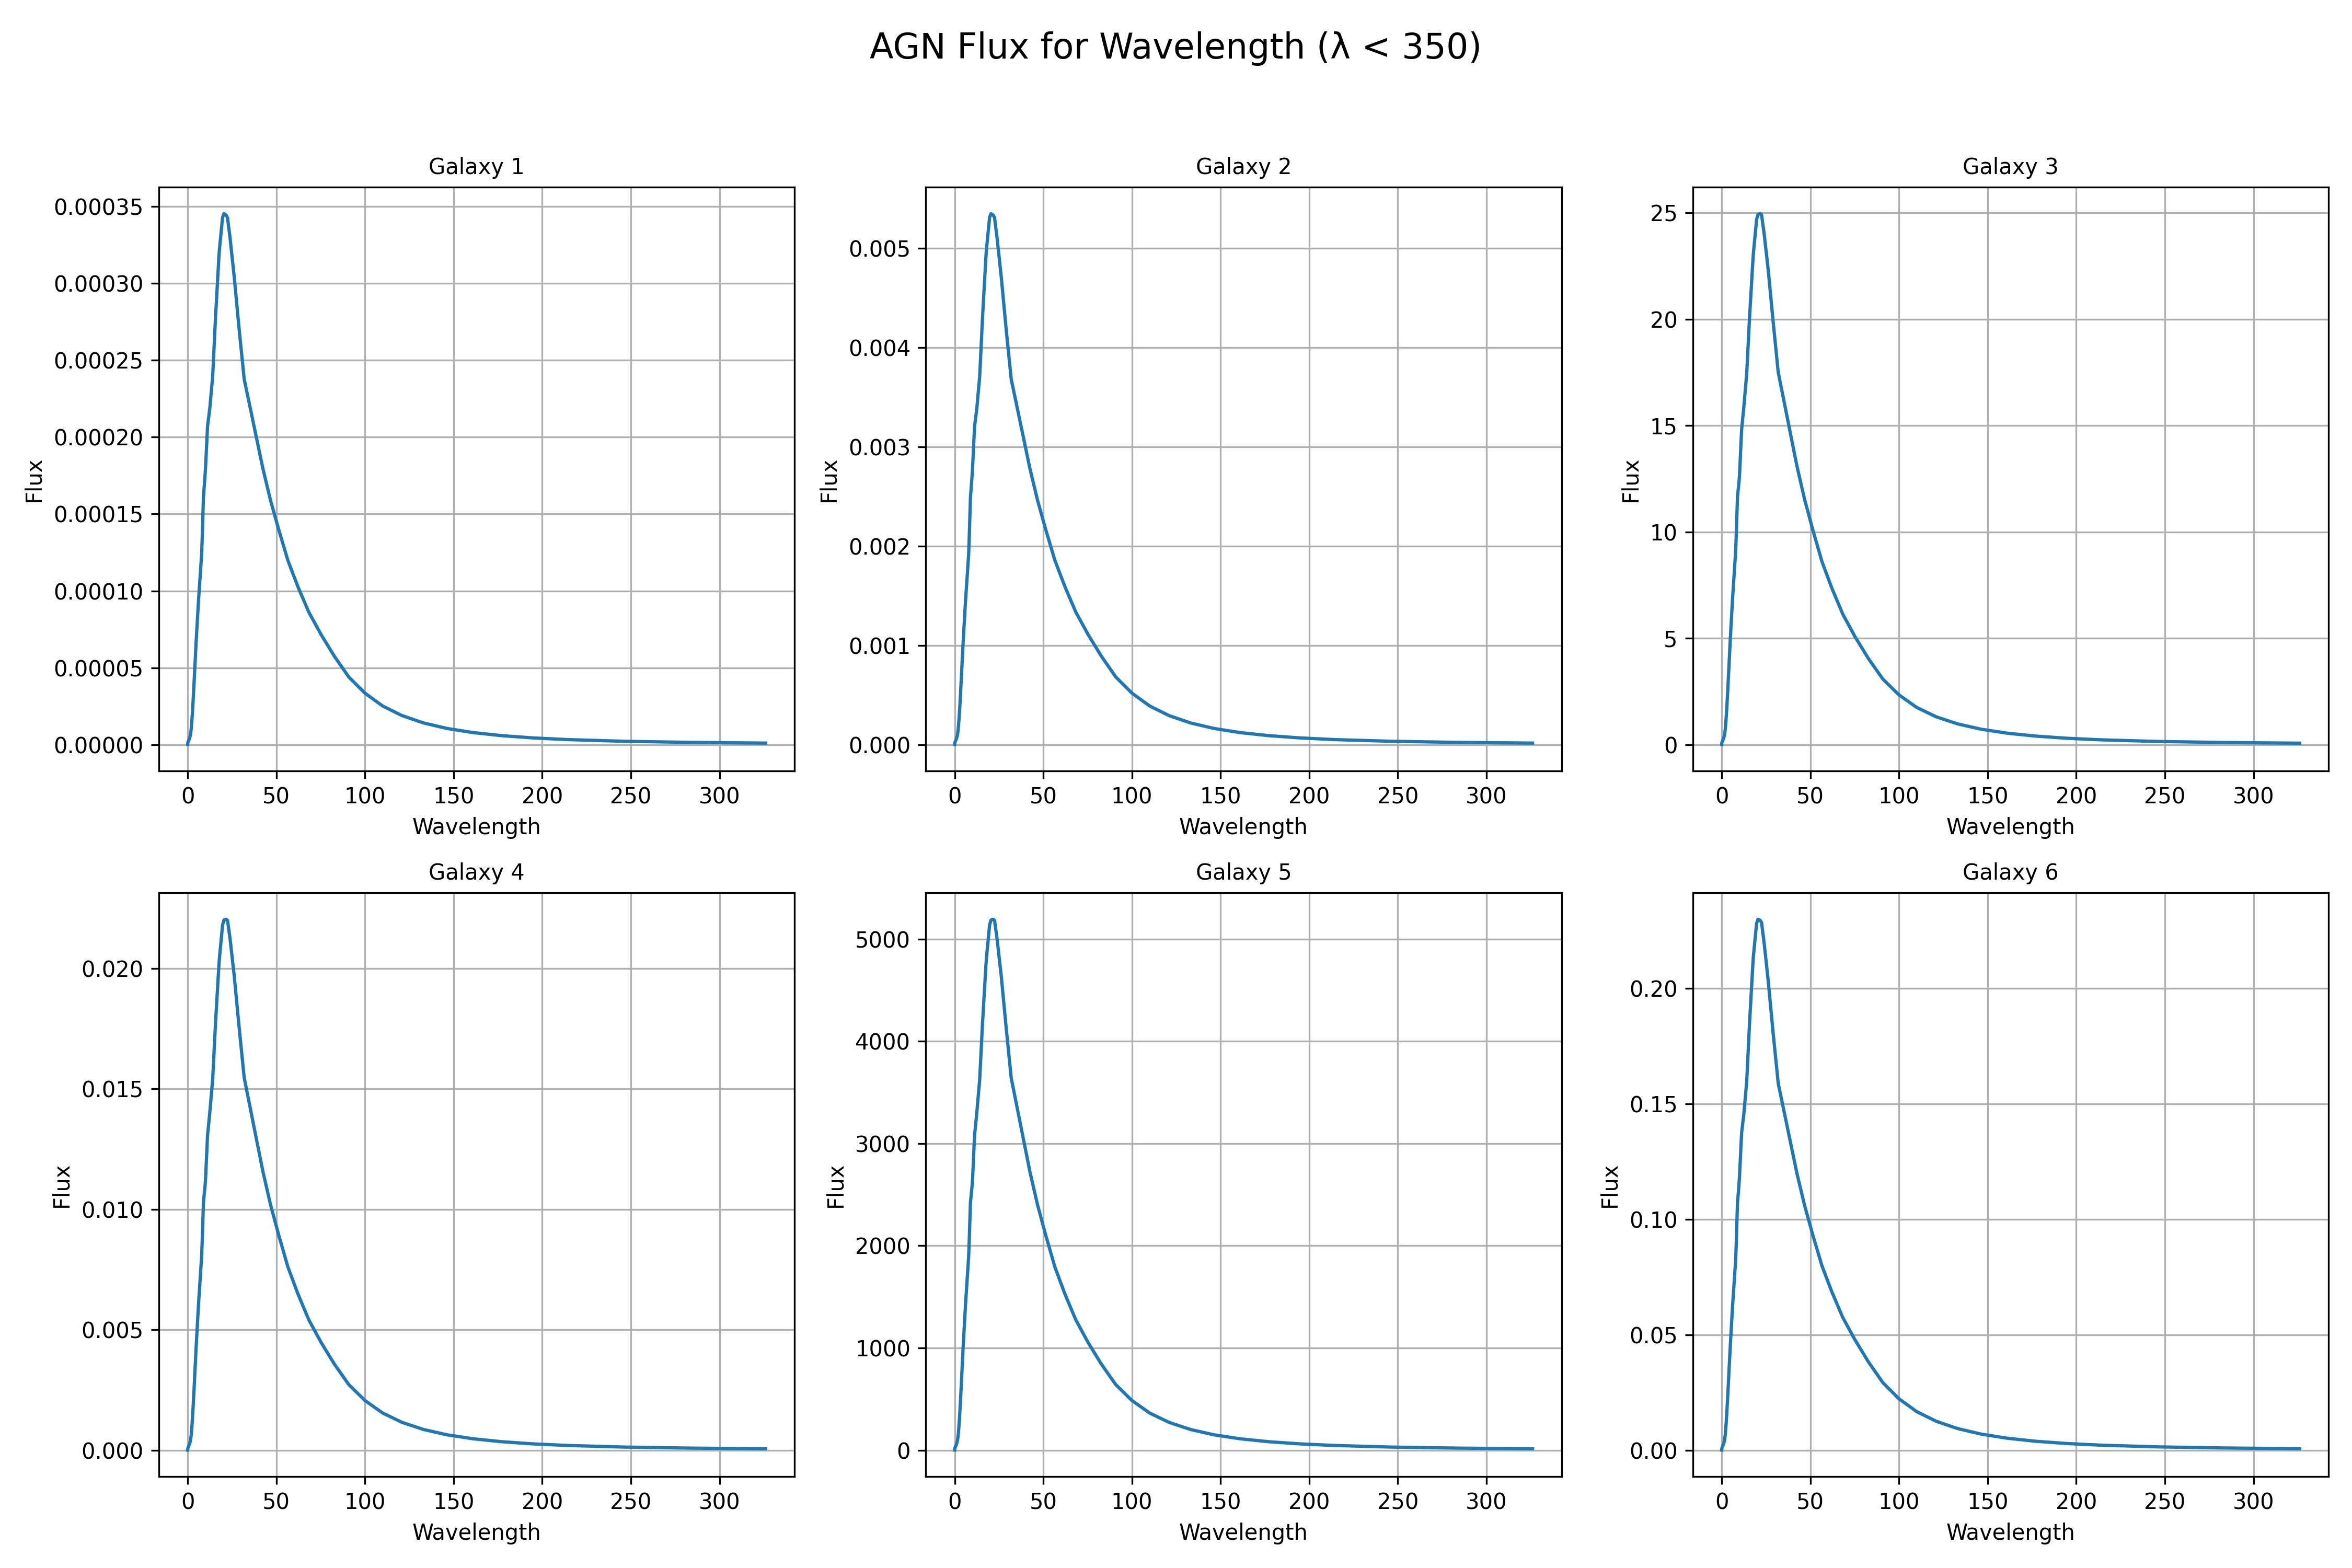 AGN Flux for Wavelength (λ < 350)
Galaxy 1
0.00035
0.00030
0.00025
0.00020
0.00015
0.00010
0.00005
0.00000
Flux
0 50 100 150 200 250 300
Wavelength
Galaxy 2
0.005
0.004
0.003
0.002
0.001
0.000
Flux
0 50 100 150 200 250 300
Wavelength
Galaxy 3
25
20
15
10
5
0
Flux
0 50 100 150 200 250 300
Wavelength
Galaxy 4
0.020
0.015
0.010
0.005
0.000
Flux
0 50 100 150 200 250 300
Wavelength
Galaxy 5
5000
4000
3000
2000
1000
0
Flux
0 50 100 150 200 250 300
Wavelength
Galaxy 6
0.20
0.15
0.10
0.05
0.00
Flux
0 50 100 150 200 250 300
Wavelength